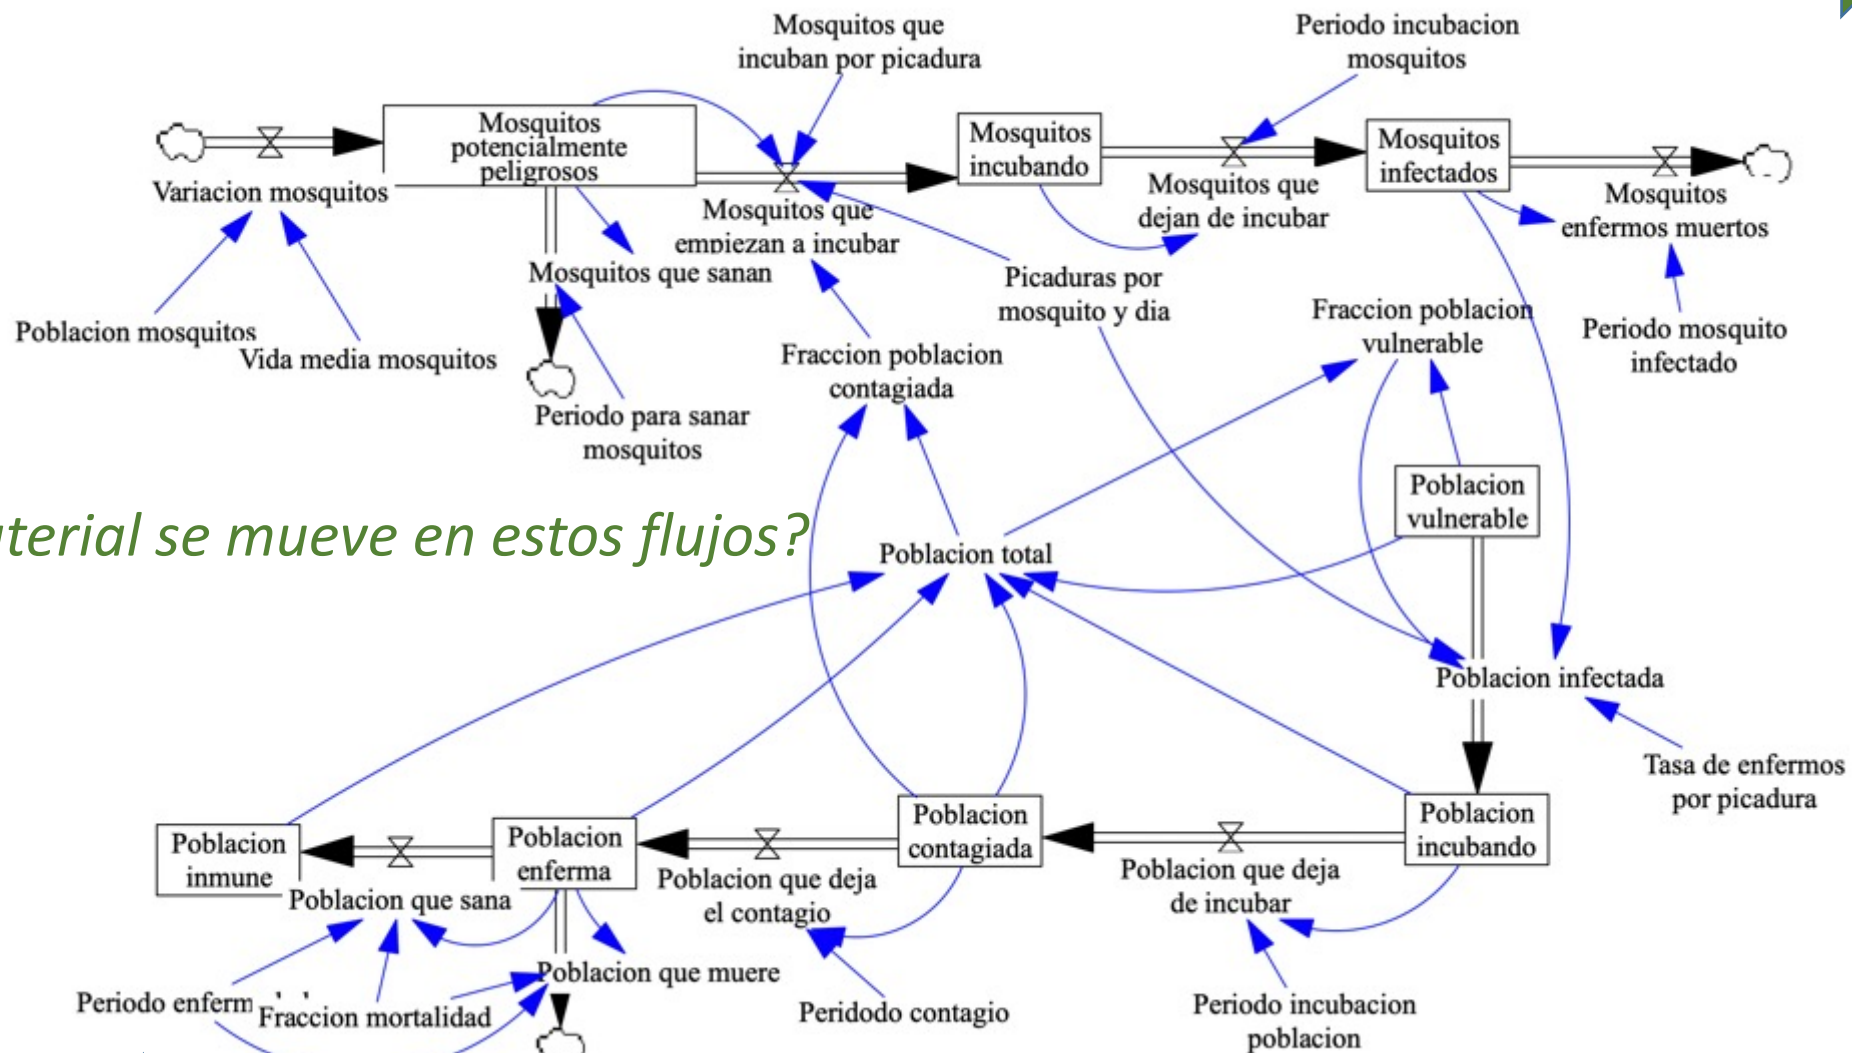 Mosquitos que
incuban por picadura
Periodo incubacion
mosquitos
Mosquitos
potencialmente
peligrosos
Mosquitos
incubando
Mosquitos
infectados
Variacion mosquitos
Mosquitos que
empiezan a incubar
Mosquitos que
dejan de incubar
Mosquitos
enfermos muertos
Mosquitos que sanan
Picaduras por
mosquito y dia
Poblacion mosquitos
Vida media mosquitos
Fraccion poblacion
vulnerable
Periodo mosquito
infectado
Fraccion poblacion
contagiada
Periodo para sanar
mosquitos
Poblacion
vulnerable
se mueve en estos flujos?
Poblacion total
Poblacion infectada
Tasa de enfermos
por picadura
Poblacion
inmune
Poblacion
enferma
Poblacion
contagiada
Poblacion
incubando
Poblacion que sana
Poblacion que deja
el contagio
Poblacion que deja
de incubar
Poblacion que muere
Periodo
Fraccion mortalidad
Peridodo contagio
Periodo incubacion
poblacion